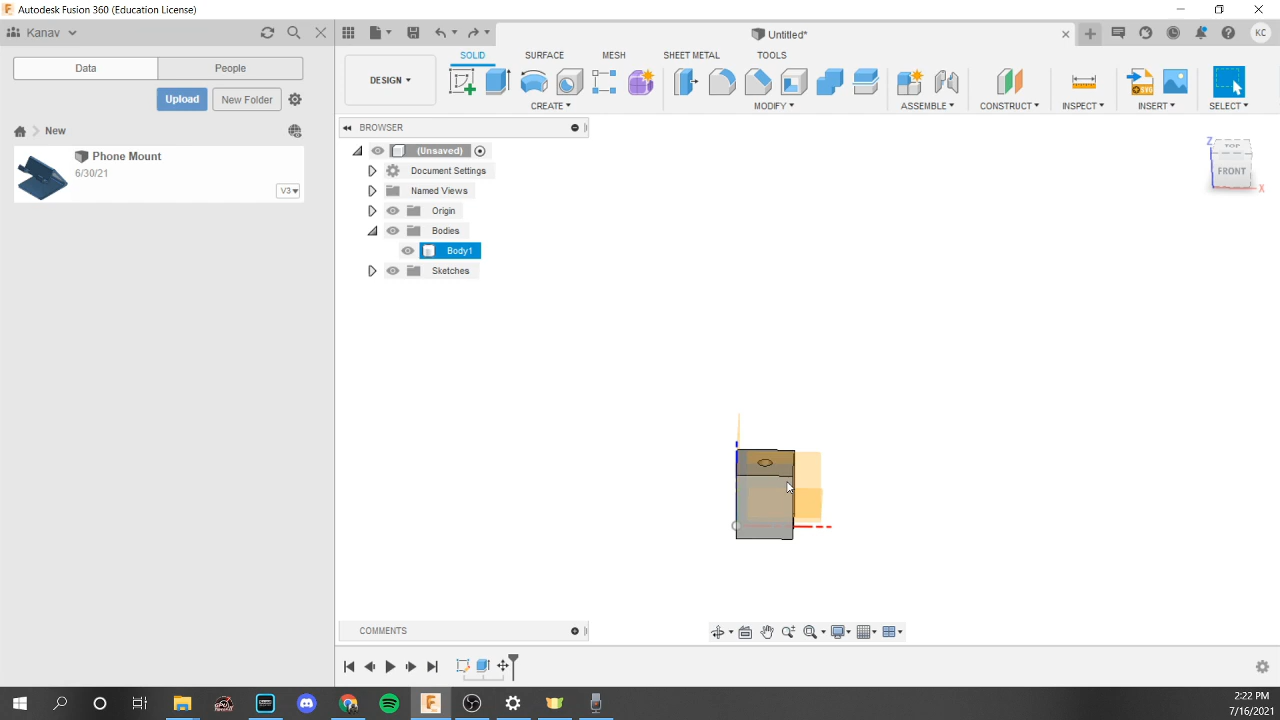 Autodesk Fusion 360 (Education License)
Kanav
Untitled*
KC
Data
People
Upload
New Folder
New
Phone Mount
6/30/21
V3
DESIGN
SOLID
SURFACE
MESH
SHEET METAL
TOOLS
CREATE
MODIFY
ASSEMBLE
CONSTRUCT
INSPECT
INSERT
SELECT
BROWSER
(Unsaved)
Document Settings
Named Views
Origin
Bodies
Body1
Sketches
Z
TOP
FRONT
X
COMMENTS
2:22 PM
7/16/2021